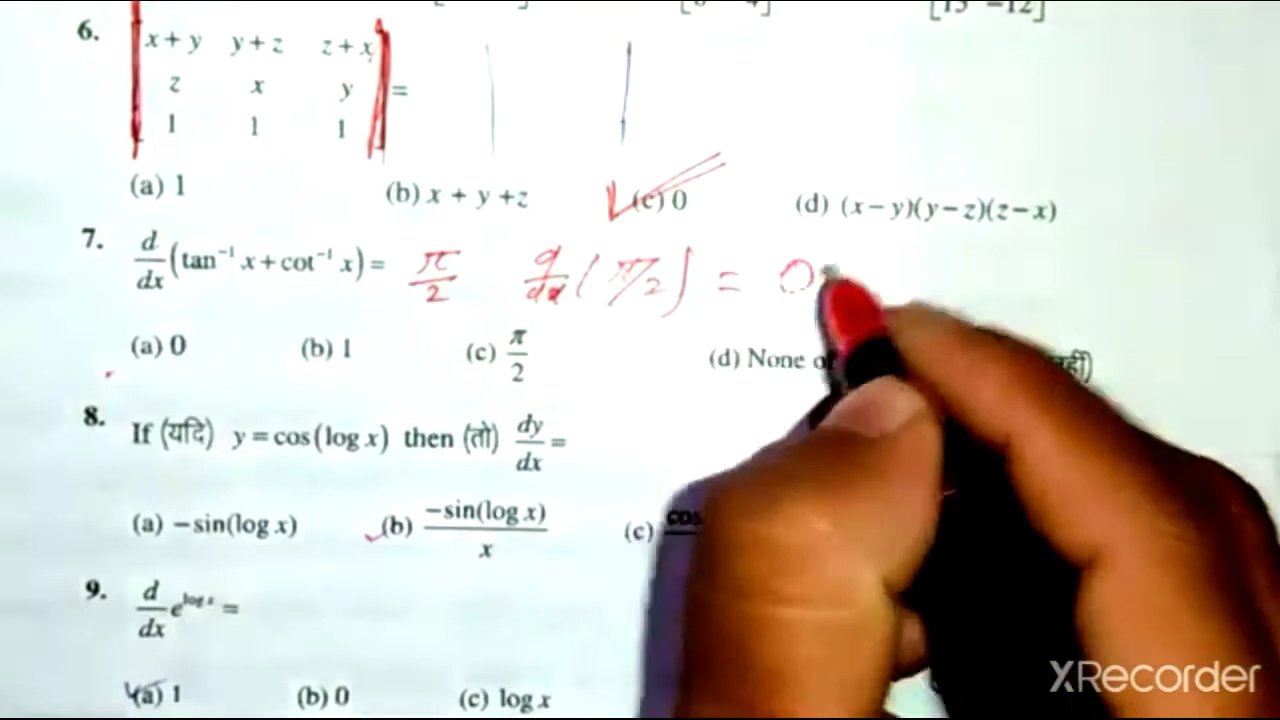 6.
x + y y + z z + x
z x y =
1 1 1
(a) 1 (b) x + y + z (c) 0 (d) (x − y)(y − z)(z − x)
7. d/dx (tan⁻¹ x + cot⁻¹ x) = π/2 d/dx (π/2) = 0
(a) 0 (b) 1 (c) π/2 (d) None
8. If (यदि) y = cos(log x) then (तो) dy/dx =
(a) −sin(log x) (b) −sin(log x)/x (c)
9. d/dx e^log x =
(a) 1 (b) 0 (c) log x
XRecorder